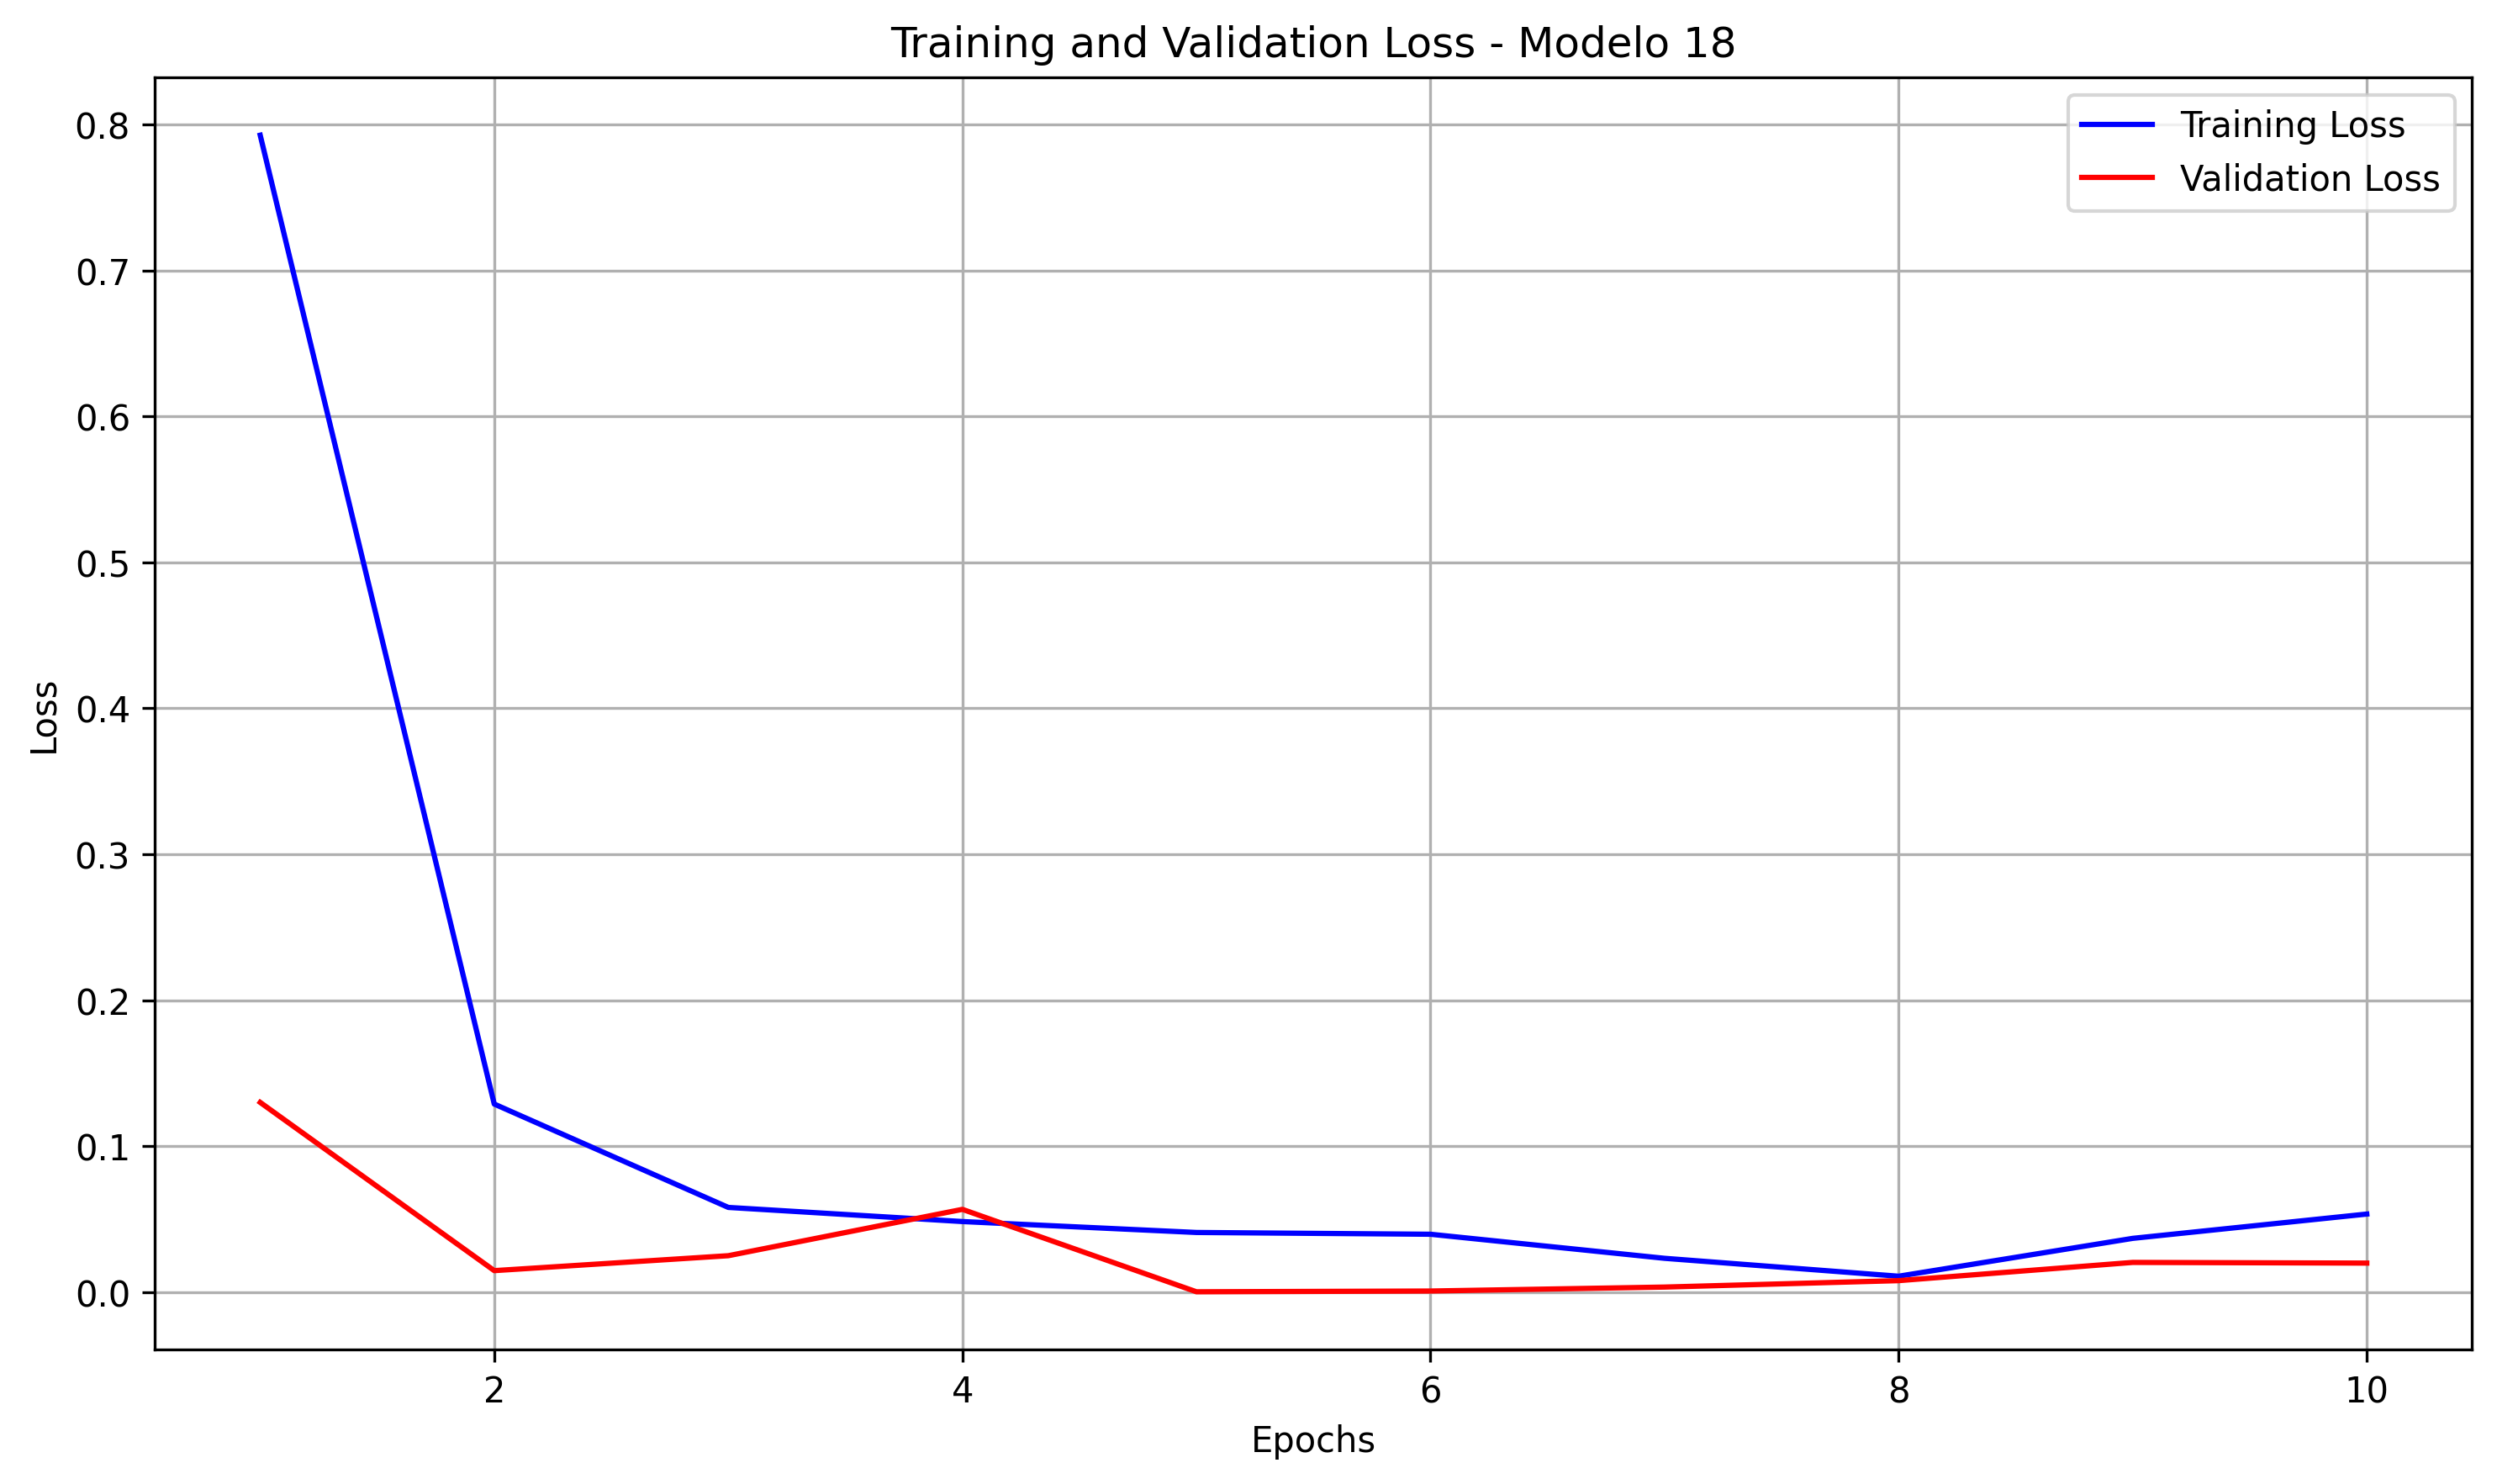 Training and Validation Loss - Modelo 18
Training Loss
Validation Loss
0.8
0.7
0.6
0.5
0.4
0.3
0.2
0.1
0.0
Loss
2 4 6 8 10
Epochs